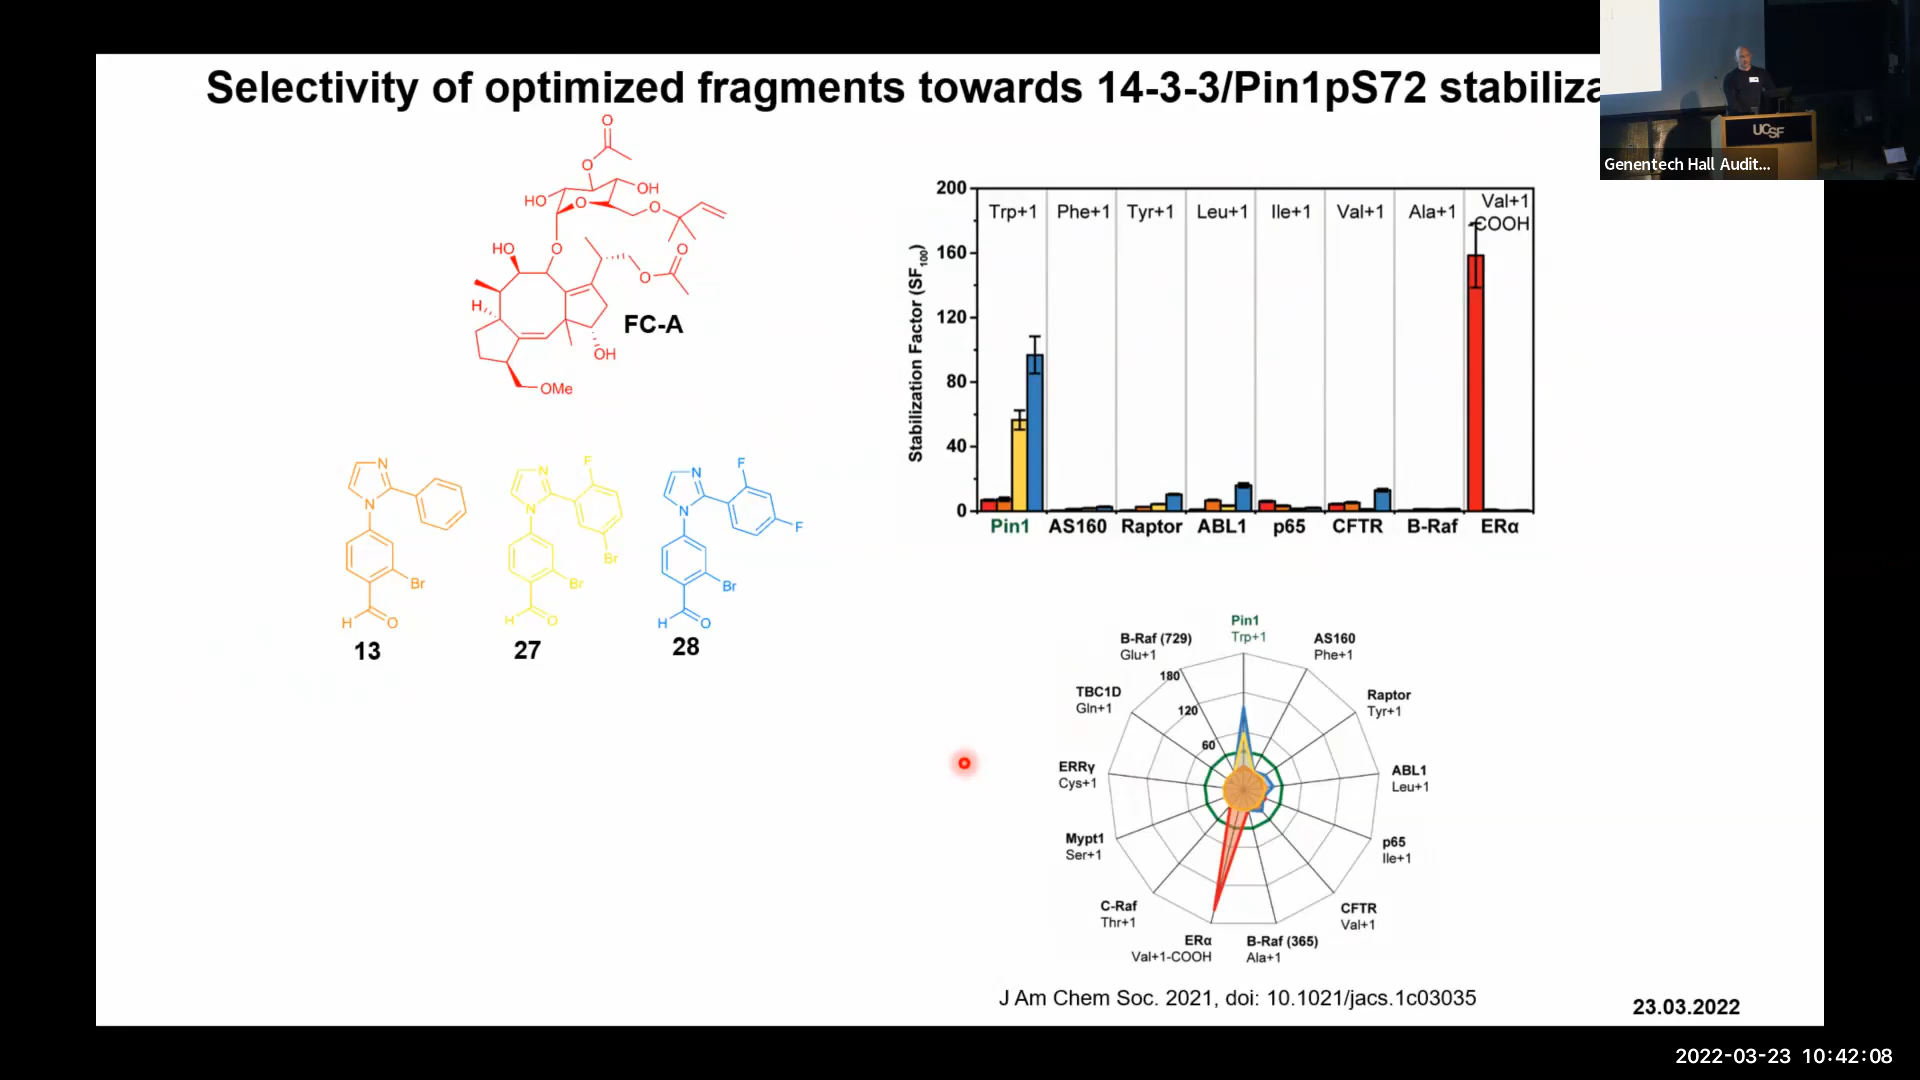 Selectivity of optimized fragments towards 14-3-3/Pin1pS72 stabiliza
UCSF
Genentech Hall Audit...
O
O
HO
OH
O
O
HO
O
O
O
H
FC-A
OH
OMe
N
N
Br
H
O
13
F
N
N
Br
Br
H
O
27
F
N
N
F
Br
H
O
28
Stabilization Factor (SF100)
200
160
120
80
40
0
Trp+1 Phe+1 Tyr+1 Leu+1 Ile+1 Val+1 Ala+1 Val+1
-COOH
Pin1 AS160 Raptor ABL1 p65 CFTR B-Raf ERα
Pin1
Trp+1
AS160
Phe+1
Raptor
Tyr+1
ABL1
Leu+1
p65
Ile+1
CFTR
Val+1
B-Raf (365)
Ala+1
ERα
Val+1-COOH
C-Raf
Thr+1
Mypt1
Ser+1
ERRγ
Cys+1
TBC1D
Gln+1
B-Raf (729)
Glu+1
180
120
60
J Am Chem Soc. 2021, doi: 10.1021/jacs.1c03035
23.03.2022
2022-03-23 10:42:08